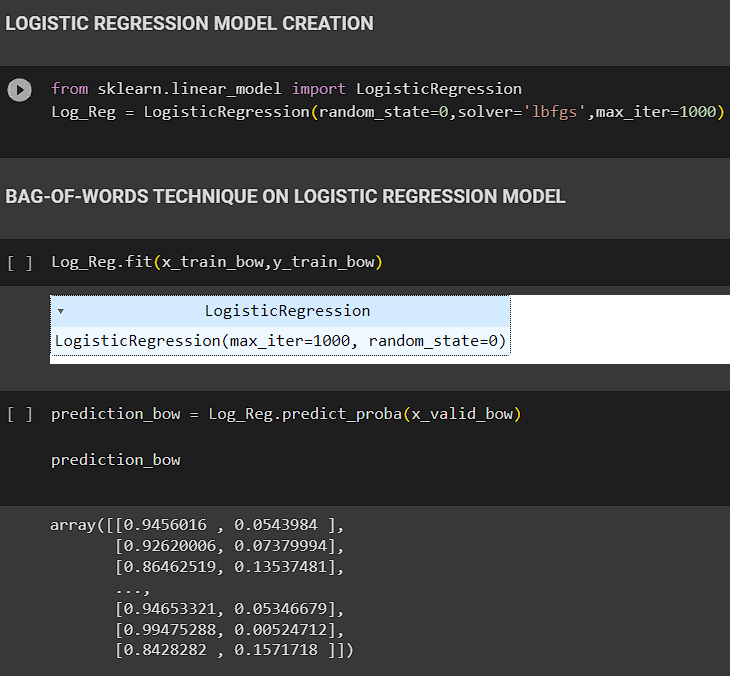 LOGISTIC REGRESSION MODEL CREATION
from sklearn.linear_model import LogisticRegression
Log_Reg = LogisticRegression(random_state=0,solver='lbfgs',max_iter=1000)
BAG-OF-WORDS TECHNIQUE ON LOGISTIC REGRESSION MODEL
[ ] Log_Reg.fit(x_train_bow,y_train_bow)
▾ LogisticRegression
LogisticRegression(max_iter=1000, random_state=0)
[ ] prediction_bow = Log_Reg.predict_proba(x_valid_bow)
prediction_bow
array([[0.9456016 , 0.0543984 ],
[0.92620006, 0.07379994],
[0.86462519, 0.13537481],
...,
[0.94653321, 0.05346679],
[0.99475288, 0.00524712],
[0.8428282 , 0.1571718 ]])